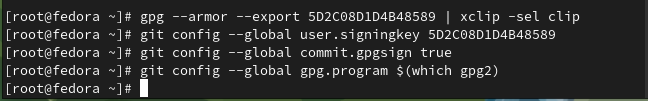 [root@fedora ~]# gpg --armor --export 5D2C08D1D4B48589 | xclip -sel clip
[root@fedora ~]# git config --global user.signingkey 5D2C08D1D4B48589
[root@fedora ~]# git config --global commit.gpgsign true
[root@fedora ~]# git config --global gpg.program $(which gpg2)
[root@fedora ~]#